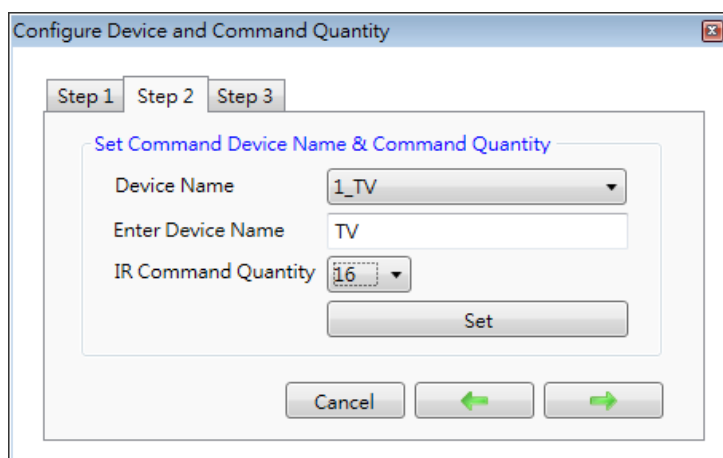 Configure Device and Command Quantity
Step 1 Step 2 Step 3
Set Command Device Name & Command Quantity
Device Name 1_TV
Enter Device Name TV
IR Command Quantity 16
Set
Cancel